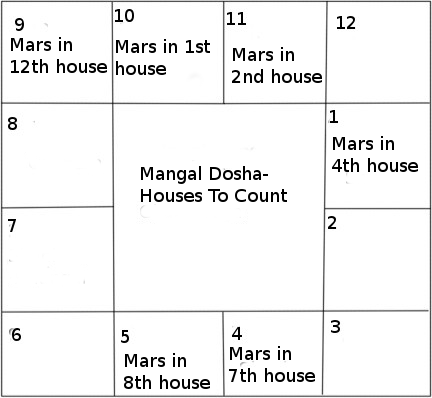 9
Mars in
12th house
10
Mars in 1st
house
11
Mars in
2nd house
12
8
1
Mars in
4th house
Mangal Dosha-
Houses To Count
7
2
6
5
Mars in
8th house
4
Mars in
7th house
3